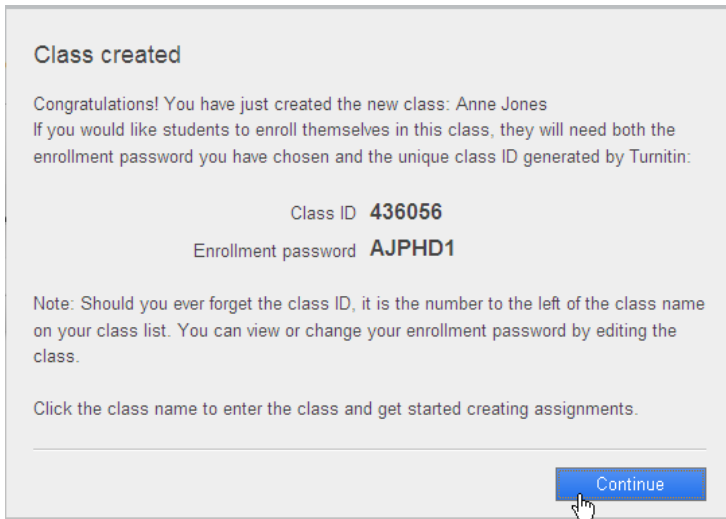 Class created
Congratulations! You have just created the new class: Anne Jones
If you would like students to enroll themselves in this class, they will need both the
enrollment password you have chosen and the unique class ID generated by Turnitin:
Class ID 436056
Enrollment password AJPHD1
Note: Should you ever forget the class ID, it is the number to the left of the class name
on your class list. You can view or change your enrollment password by editing the
class.
Click the class name to enter the class and get started creating assignments.
Continue